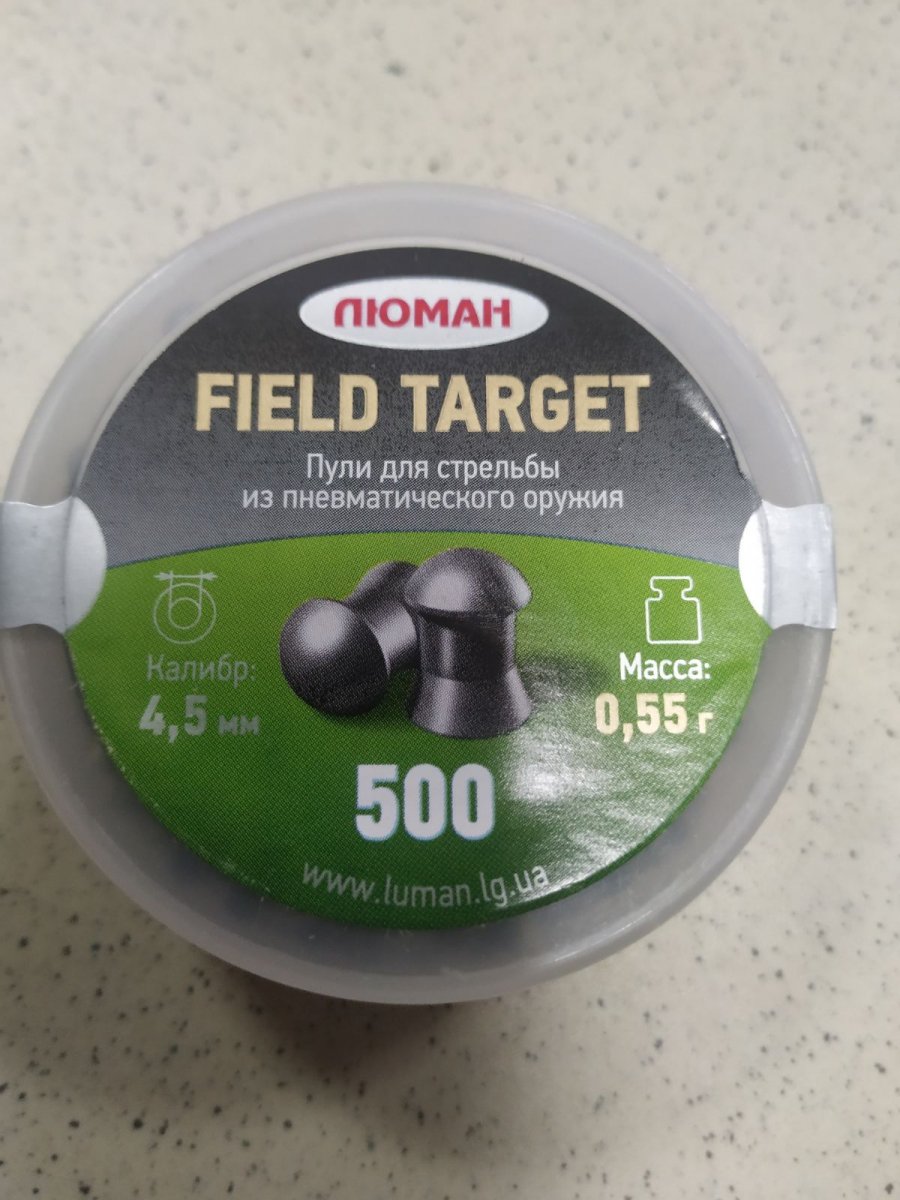 ЛЮМАН
FIELD TARGET
Пули для стрельбы
из пневматического оружия
Калибр:
4,5 мм
Масса:
0,55 г
500
www.luman.lg.ua